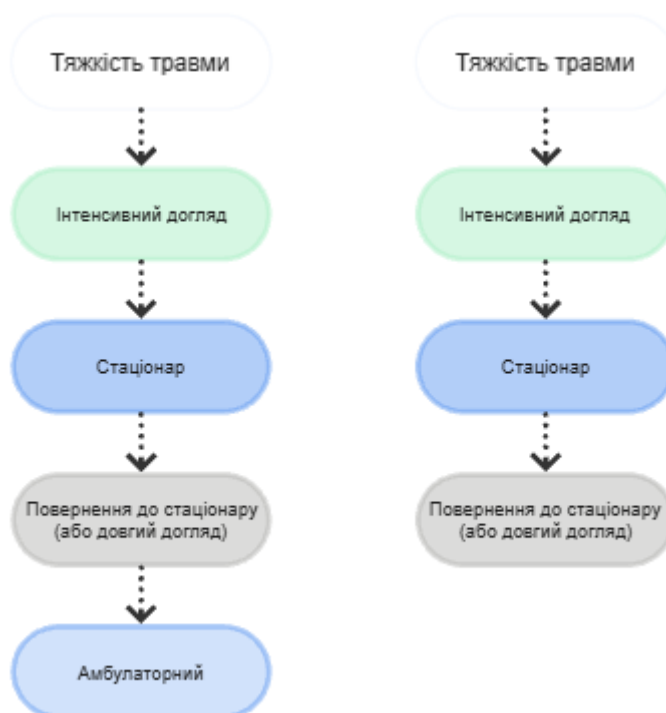 Тяжкість травми
Інтенсивний догляд
Стаціонар
Повернення до стаціонару
(або довгий догляд)
Амбулаторний
Тяжкість травми
Інтенсивний догляд
Стаціонар
Повернення до стаціонару
(або довгий догляд)